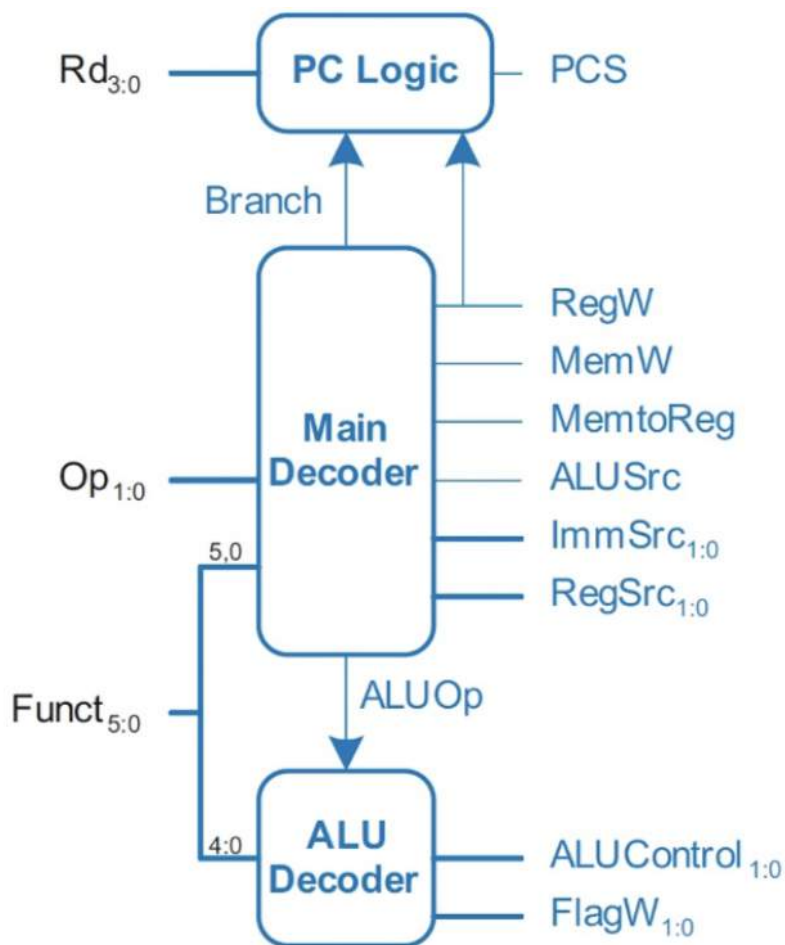 Rd3:0
PC Logic
PCS
Branch
RegW
MemW
Main
Decoder
MemtoReg
Op1:0
ALUSrc
5,0
ImmSrc1:0
RegSrc1:0
Funct5:0
ALUOp
4:0
ALU
Decoder
ALUControl1:0
FlagW1:0